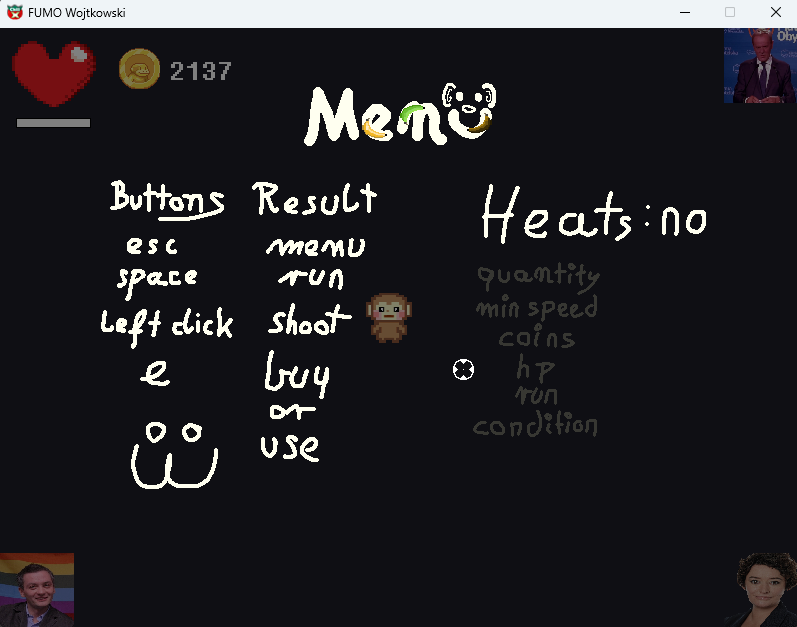 FUMO Wojtkowski
2137
Oby
Menu
Buttons Result
esc menu
space run
Left click shoot
e buy
or
use
Heats:no
quantity
min speed
coins
hp
run
condition